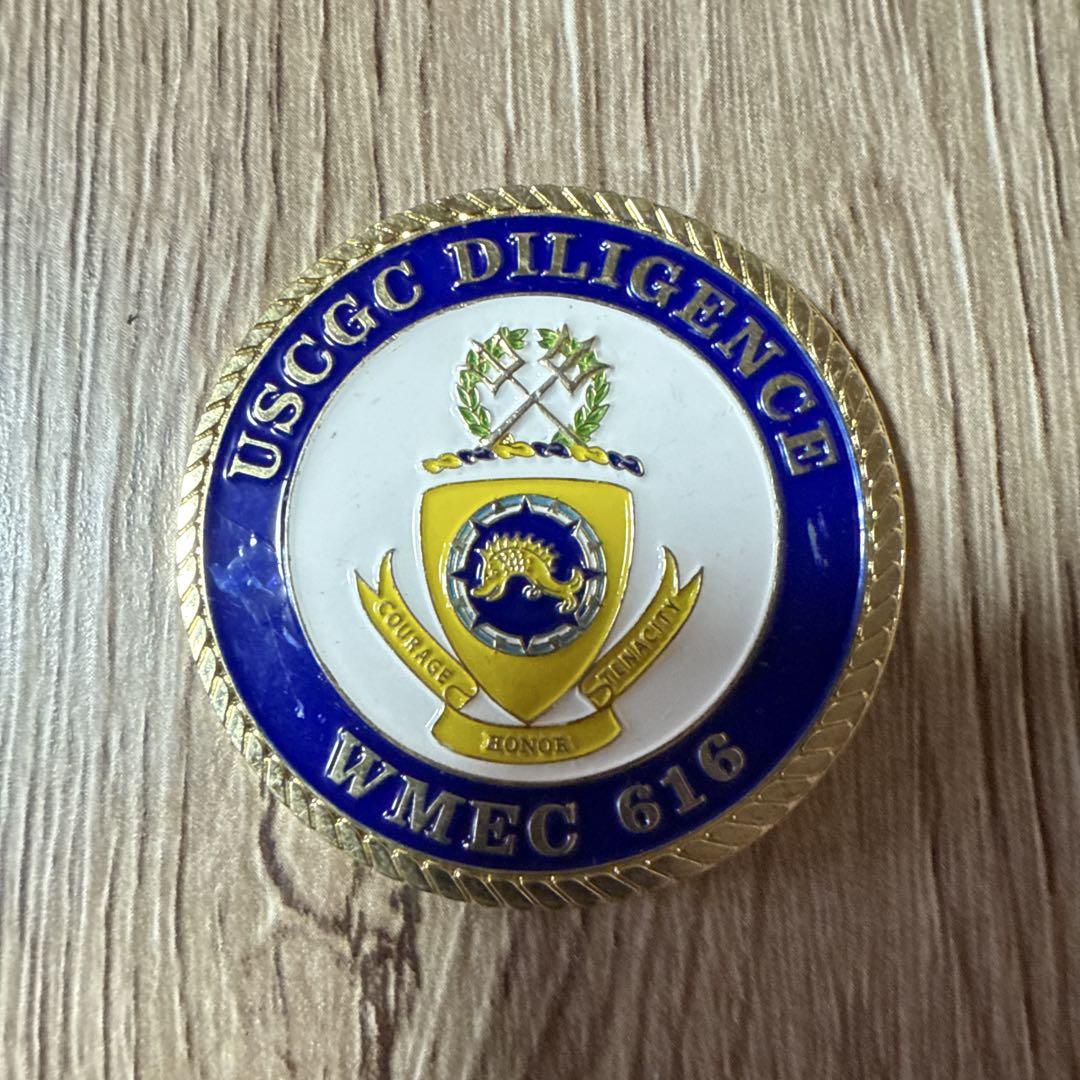 USCGC DILIGENCE
COURAGE
HONOR
TENACITY
WMEC 616